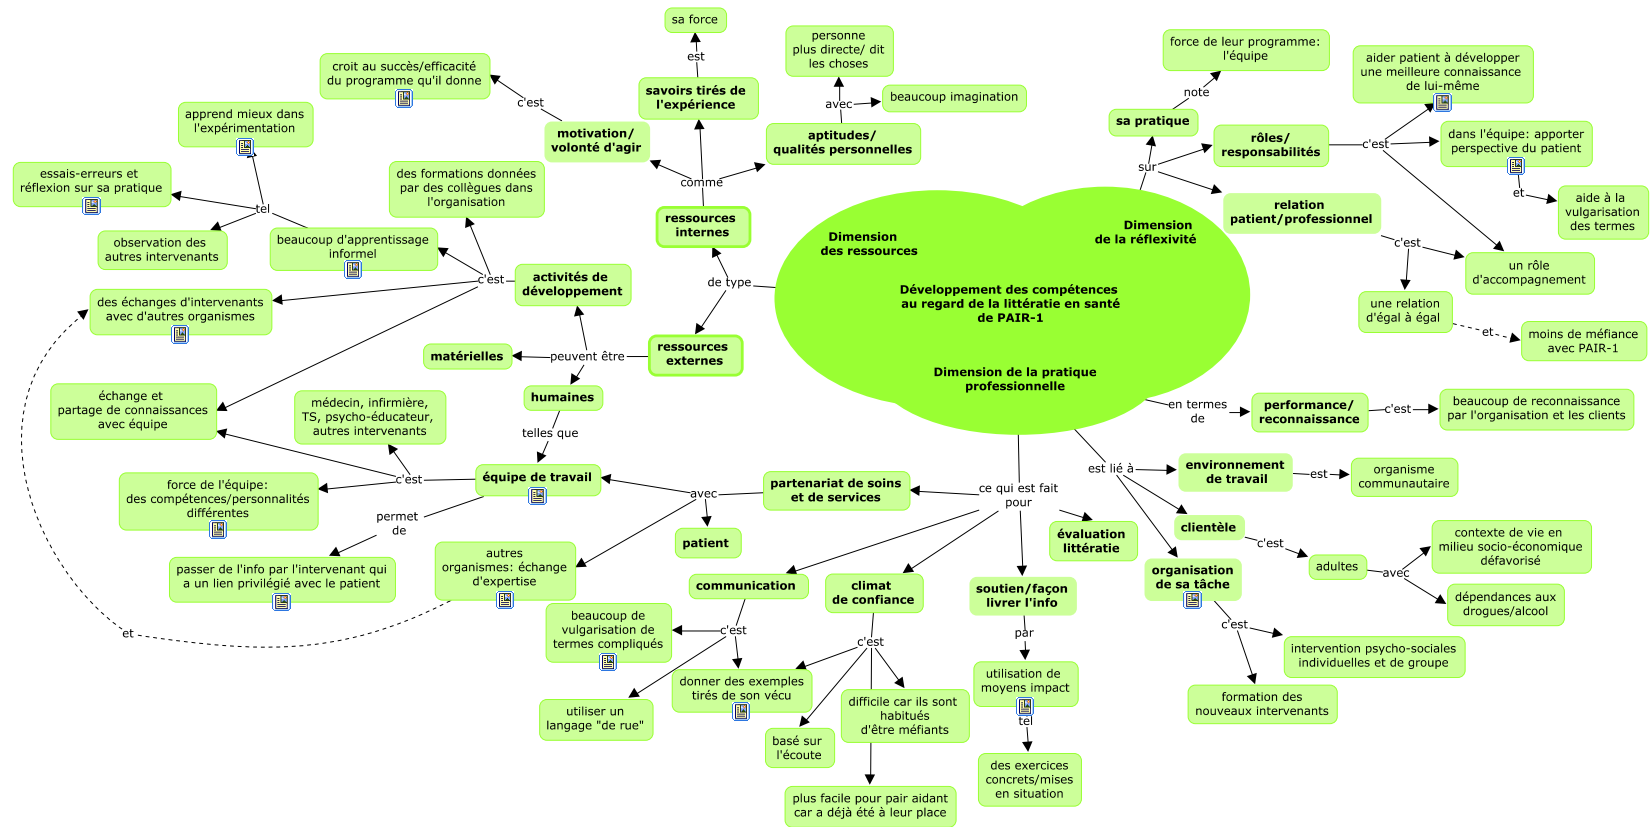 sa force
est
savoirs tirés de
l'expérience
personne
plus directe/ dit
les choses
avec
beaucoup imagination
aptitudes/
qualités personnelles
croit au succès/efficacité
du programme qu'il donne
c'est
motivation/
volonté d'agir
comme
ressources
internes
de type
ressources
externes
apprend mieux dans
l'expérimentation
essais-erreurs et
réflexion sur sa pratique
tel
observation des
autres intervenants
beaucoup d'apprentissage
informel
des formations données
par des collègues dans
l'organisation
c'est
activités de
développement
des échanges d'intervenants
avec d'autres organismes
matérielles
peuvent être
humaines
telles que
échange et
partage de connaissances
avec équipe
médecin, infirmière,
TS, psycho-éducateur,
autres intervenants
c'est
équipe de travail
force de l'équipe:
des compétences/personnalités
différentes
permet
de
passer de l'info par l'intervenant qui
a un lien privilégié avec le patient
autres
organismes: échange
d'expertise
et
avec
patient
partenariat de soins
et de services
Dimension
des ressources
Dimension
de la réflexivité
Développement des compétences
au regard de la littératie en santé
de PAIR-1
Dimension de la pratique
professionnelle
force de leur programme:
l'équipe
note
sa pratique
sur
rôles/
responsabilités
c'est
aider patient à développer
une meilleure connaissance
de lui-même
dans l'équipe: apporter
perspective du patient
et
aide à la
vulgarisation
des termes
relation
patient/professionnel
c'est
un rôle
d'accompagnement
une relation
d'égal à égal
et
moins de méfiance
avec PAIR-1
en termes
de
performance/
reconnaissance
c'est
beaucoup de reconnaissance
par l'organisation et les clients
est lié à
environnement
de travail
est
organisme
communautaire
clientèle
c'est
adultes
avec
contexte de vie en
milieu socio-économique
défavorisé
dépendances aux
drogues/alcool
organisation
de sa tâche
c'est
intervention psycho-sociales
individuelles et de groupe
formation des
nouveaux intervenants
ce qui est fait
pour
évaluation
littératie
communication
c'est
beaucoup de
vulgarisation de
termes compliqués
utiliser un
langage "de rue"
donner des exemples
tirés de son vécu
climat
de confiance
c'est
basé sur
l'écoute
difficile car ils sont
habitués
d'être méfiants
plus facile pour pair aidant
car a déjà été à leur place
soutien/façon
livrer l'info
par
utilisation de
moyens impact
tel
des exercices
concrets/mises
en situation